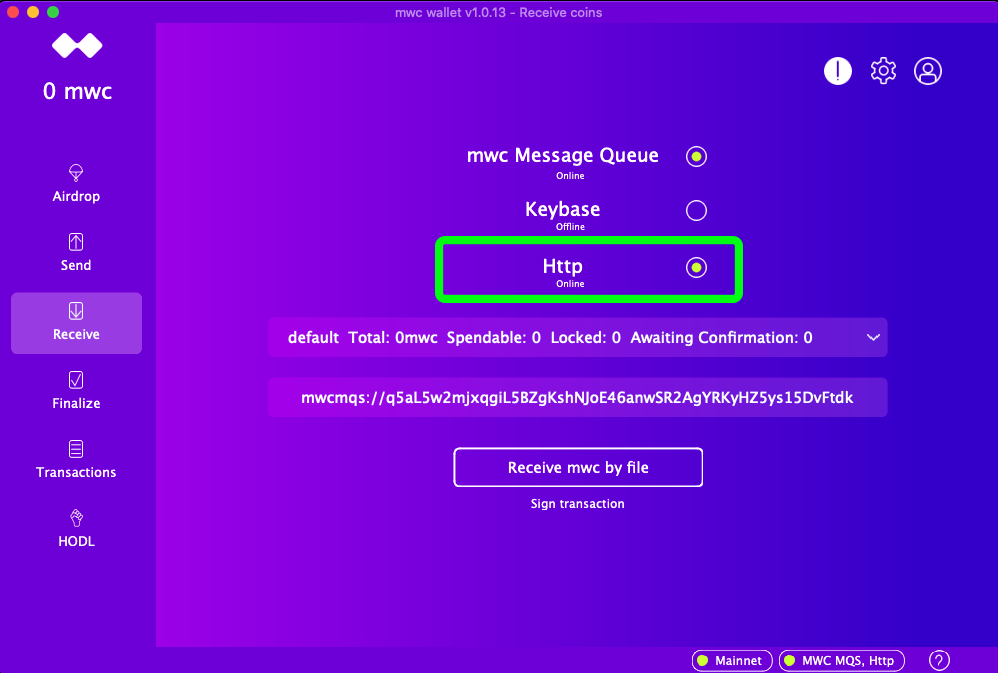 mwc wallet v1.0.13 - Receive coins
0 mwc
Airdrop
Send
Receive
Finalize
Transactions
HODL
mwc Message Queue
Online
Keybase
Offline
Http
Online
default Total: 0mwc Spendable: 0 Locked: 0 Awaiting Confirmation: 0
mwcmqs://q5aL5w2mjxqgiL5BZgKshNJoE46anwSR2AgYRKyHZ5ys15DvFtdk
Receive mwc by file
Sign transaction
Mainnet
MWC MQS, Http
?